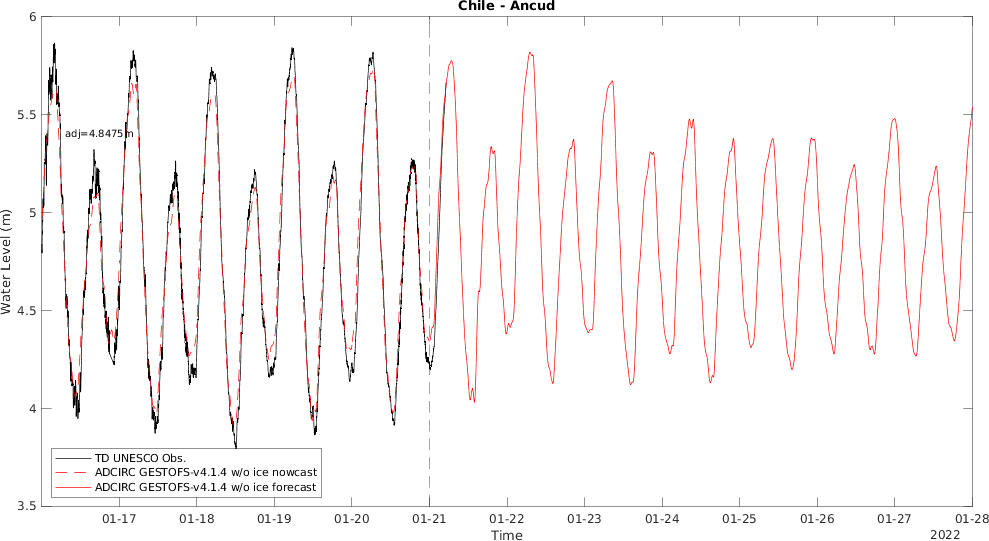 Chile - Ancud
6
5.5
5
4.5
4
3.5
Water Level (m)
adj=4.8475 m
TD UNESCO Obs.
ADCIRC GESTOFS-v4.1.4 w/o ice nowcast
ADCIRC GESTOFS-v4.1.4 w/o ice forecast
01-17 01-18 01-19 01-20 01-21 01-22 01-23 01-24 01-25 01-26 01-27 01-28
Time
2022